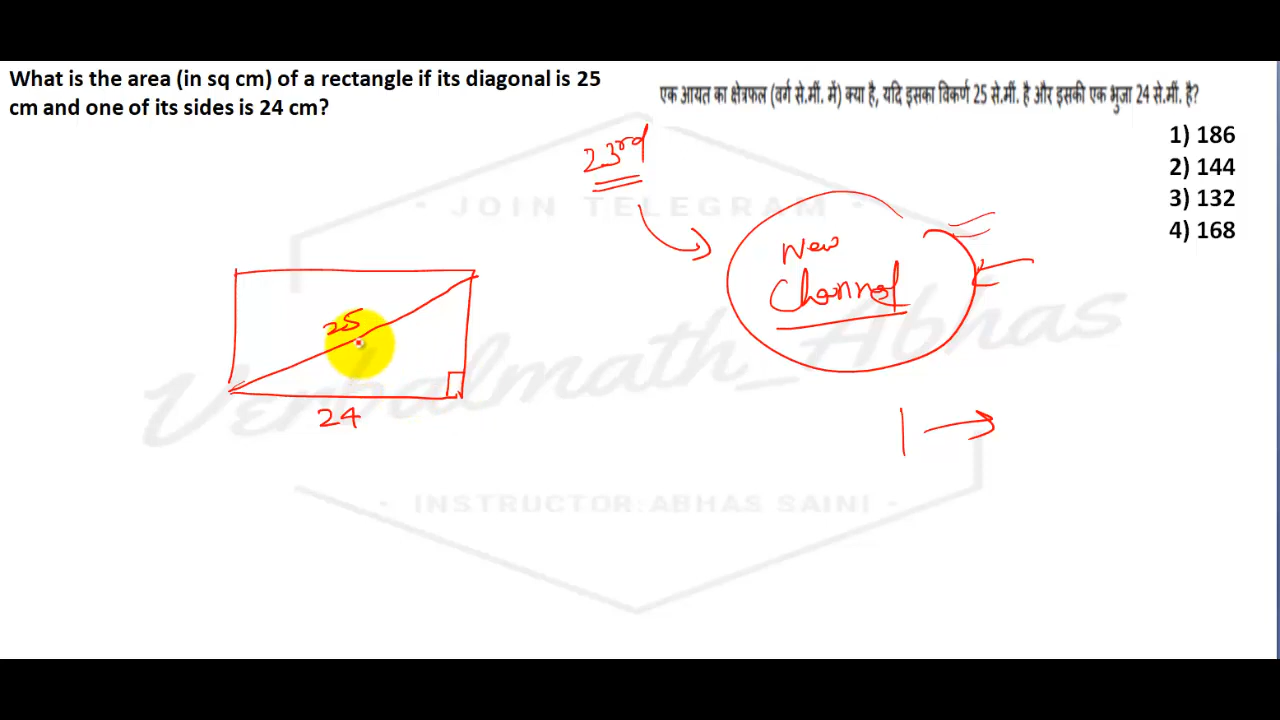 What is the area (in sq cm) of a rectangle if its diagonal is 25
cm and one of its sides is 24 cm?
एक आयत का क्षेत्रफल (वर्ग से.मीं. में) क्या है, यदि इसका विकर्ण 25 से.मीं. है और इसकी एक भुजा 24 से.मीं. है?
1) 186
2) 144
3) 132
4) 168
23rd
· JOIN TELEGRAM ·
New
Channel
25
Verbalmath_Abhas
24
1 →
· INSTRUCTOR:ABHAS SAINI ·